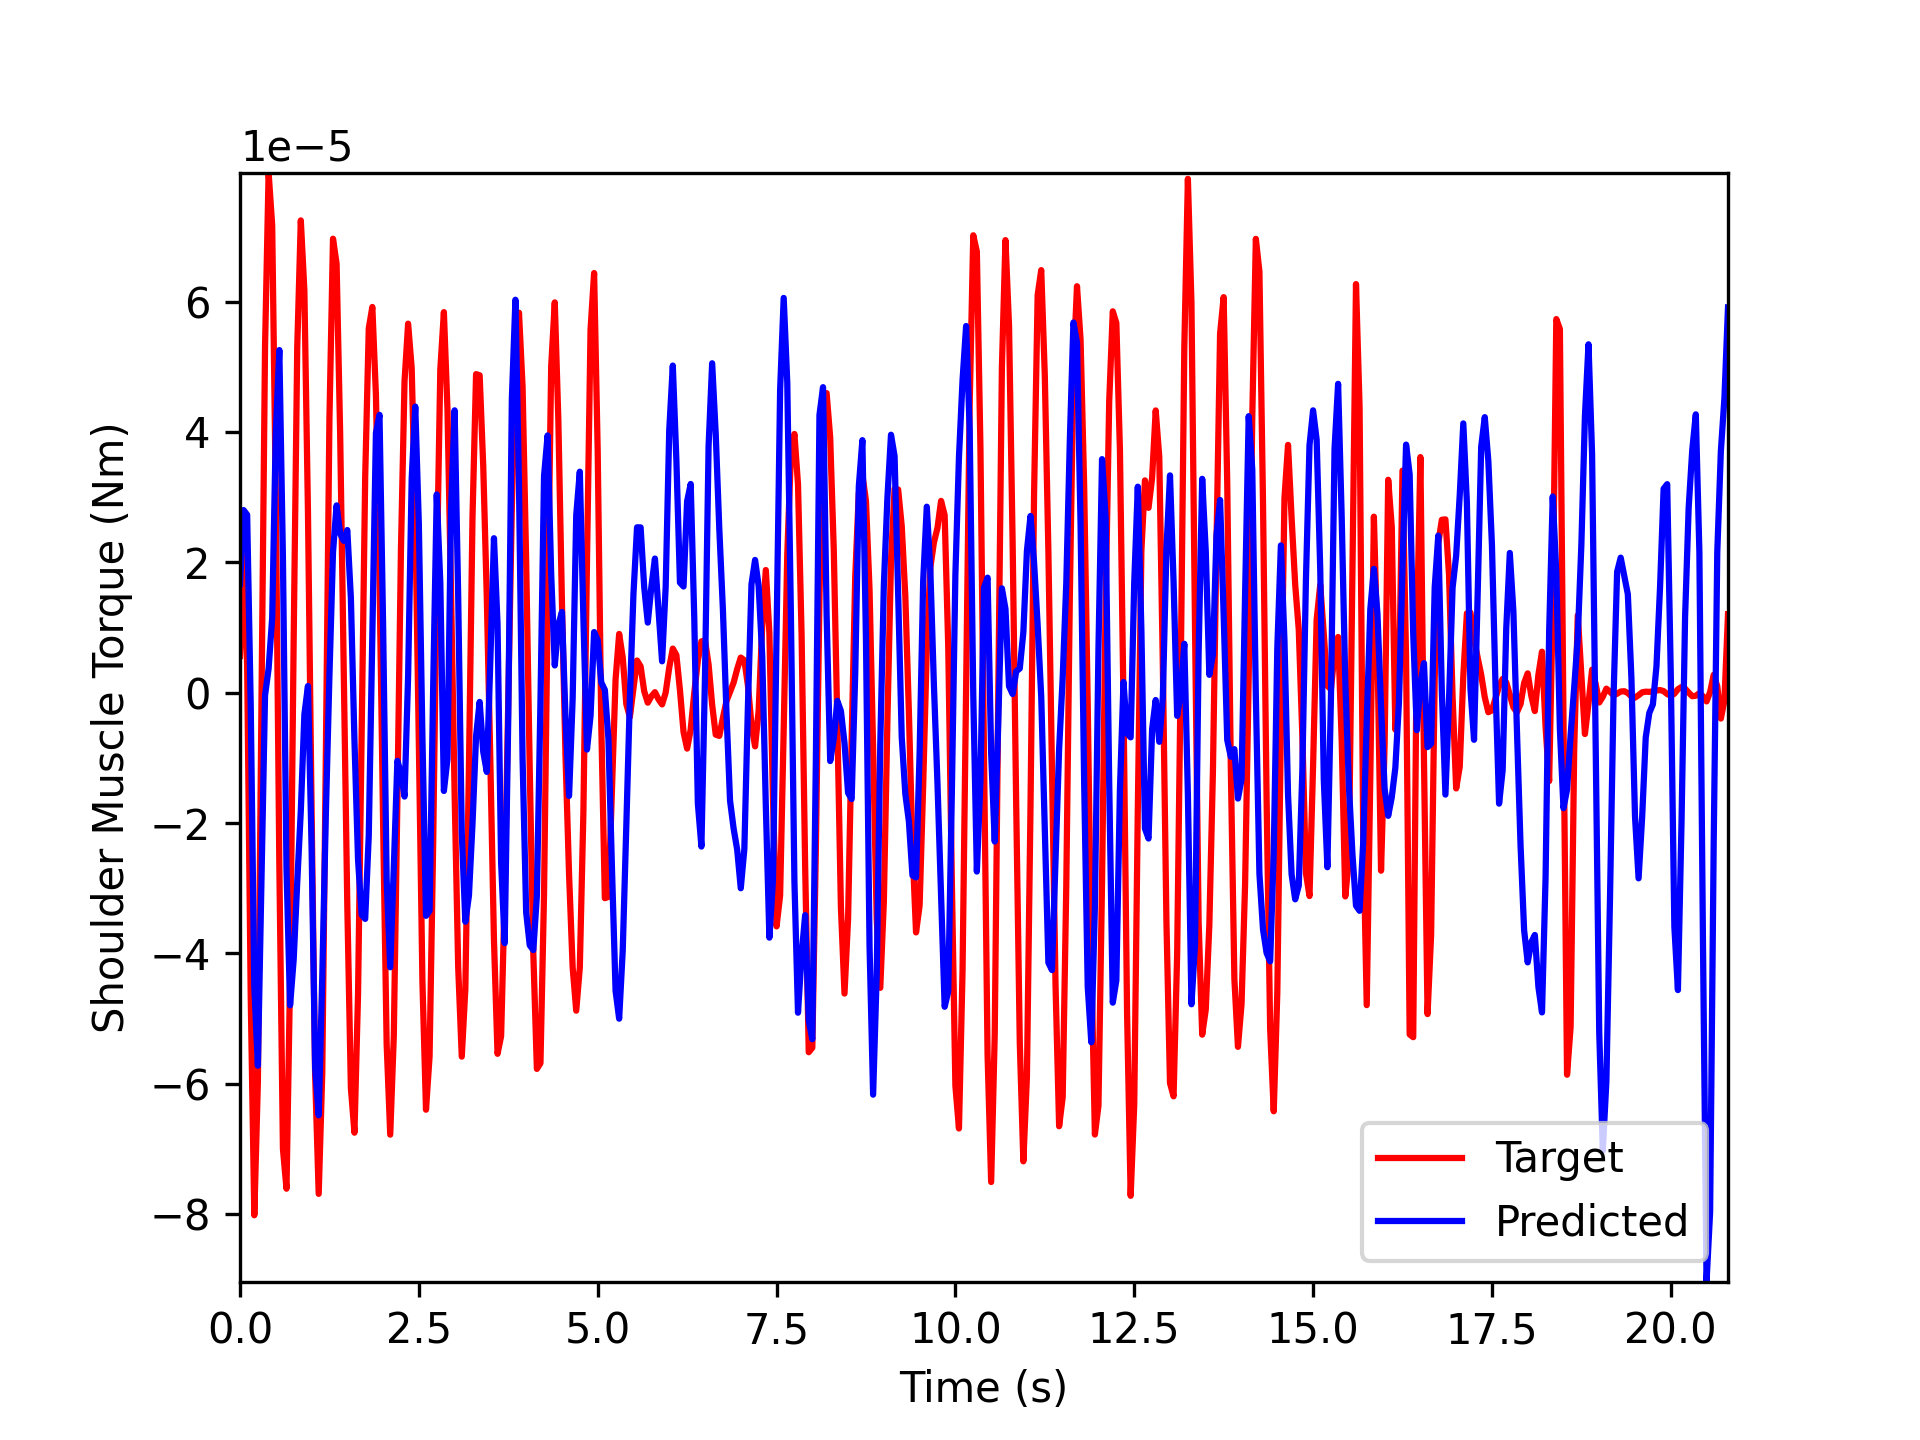 1e−5
6
4
2
0
−2
−4
−6
−8
Shoulder Muscle Torque (Nm)
Target
Predicted
0.0 2.5 5.0 7.5 10.0 12.5 15.0 17.5 20.0
Time (s)